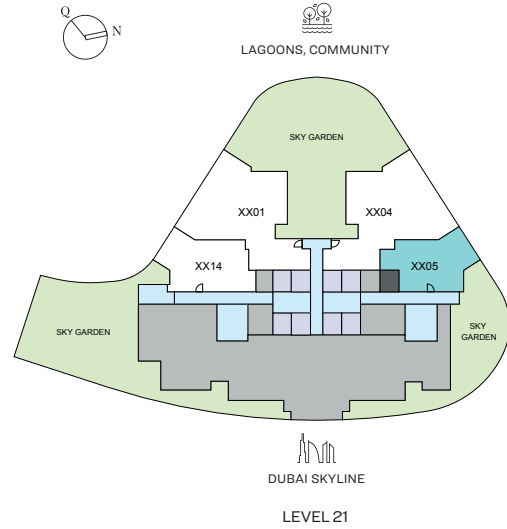 Q
N
LAGOONS, COMMUNITY
SKY GARDEN
XX01
XX04
XX14
XX05
SKY GARDEN
SKY
GARDEN
DUBAI SKYLINE
LEVEL 21